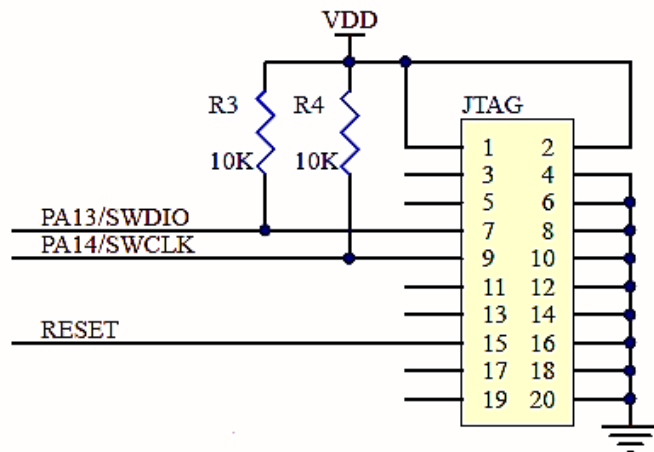 VDD
R3 R4 JTAG
10K 10K 1 2
3 4
5 6
PA13/SWDIO 7 8
PA14/SWCLK 9 10
11 12
13 14
RESET 15 16
17 18
19 20